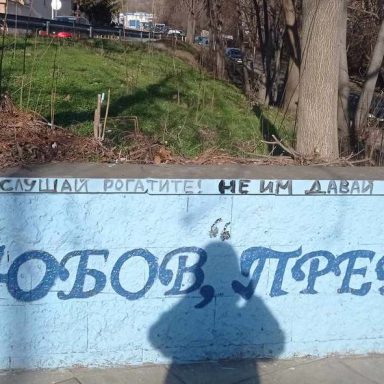 СЛУШАЙ РОГАТИТЕ! НЕ ИМ ДАВАЙ
ЮБОВ, "ПРЕ